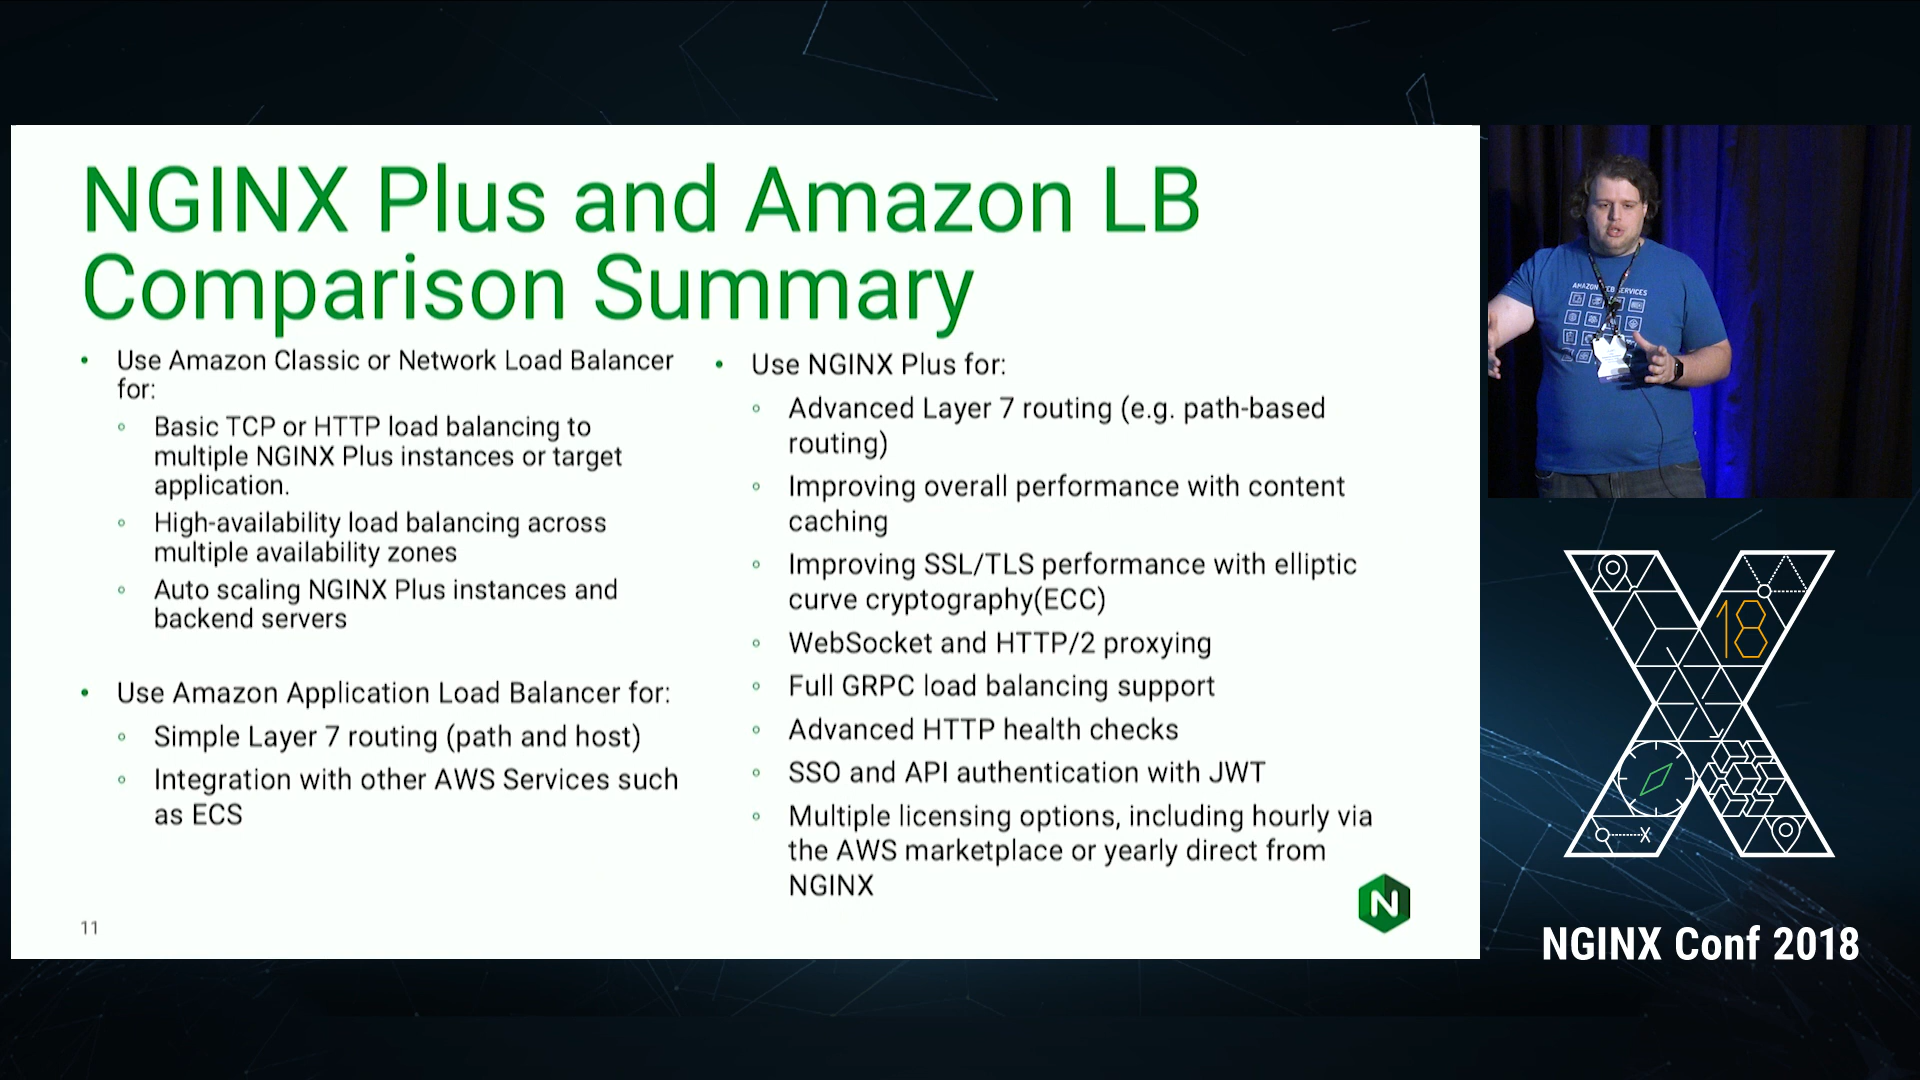 NGINX Plus and Amazon LB
Comparison Summary
• Use Amazon Classic or Network Load Balancer
for:
◦ Basic TCP or HTTP load balancing to
multiple NGINX Plus instances or target
application.
◦ High-availability load balancing across
multiple availability zones
◦ Auto scaling NGINX Plus instances and
backend servers
• Use Amazon Application Load Balancer for:
◦ Simple Layer 7 routing (path and host)
◦ Integration with other AWS Services such
as ECS
• Use NGINX Plus for:
◦ Advanced Layer 7 routing (e.g. path-based
routing)
◦ Improving overall performance with content
caching
◦ Improving SSL/TLS performance with elliptic
curve cryptography(ECC)
◦ WebSocket and HTTP/2 proxying
◦ Full GRPC load balancing support
◦ Advanced HTTP health checks
◦ SSO and API authentication with JWT
◦ Multiple licensing options, including hourly via
the AWS marketplace or yearly direct from
NGINX
11
N
AMAZON WEB SERVICES
18
X
NGINX Conf 2018